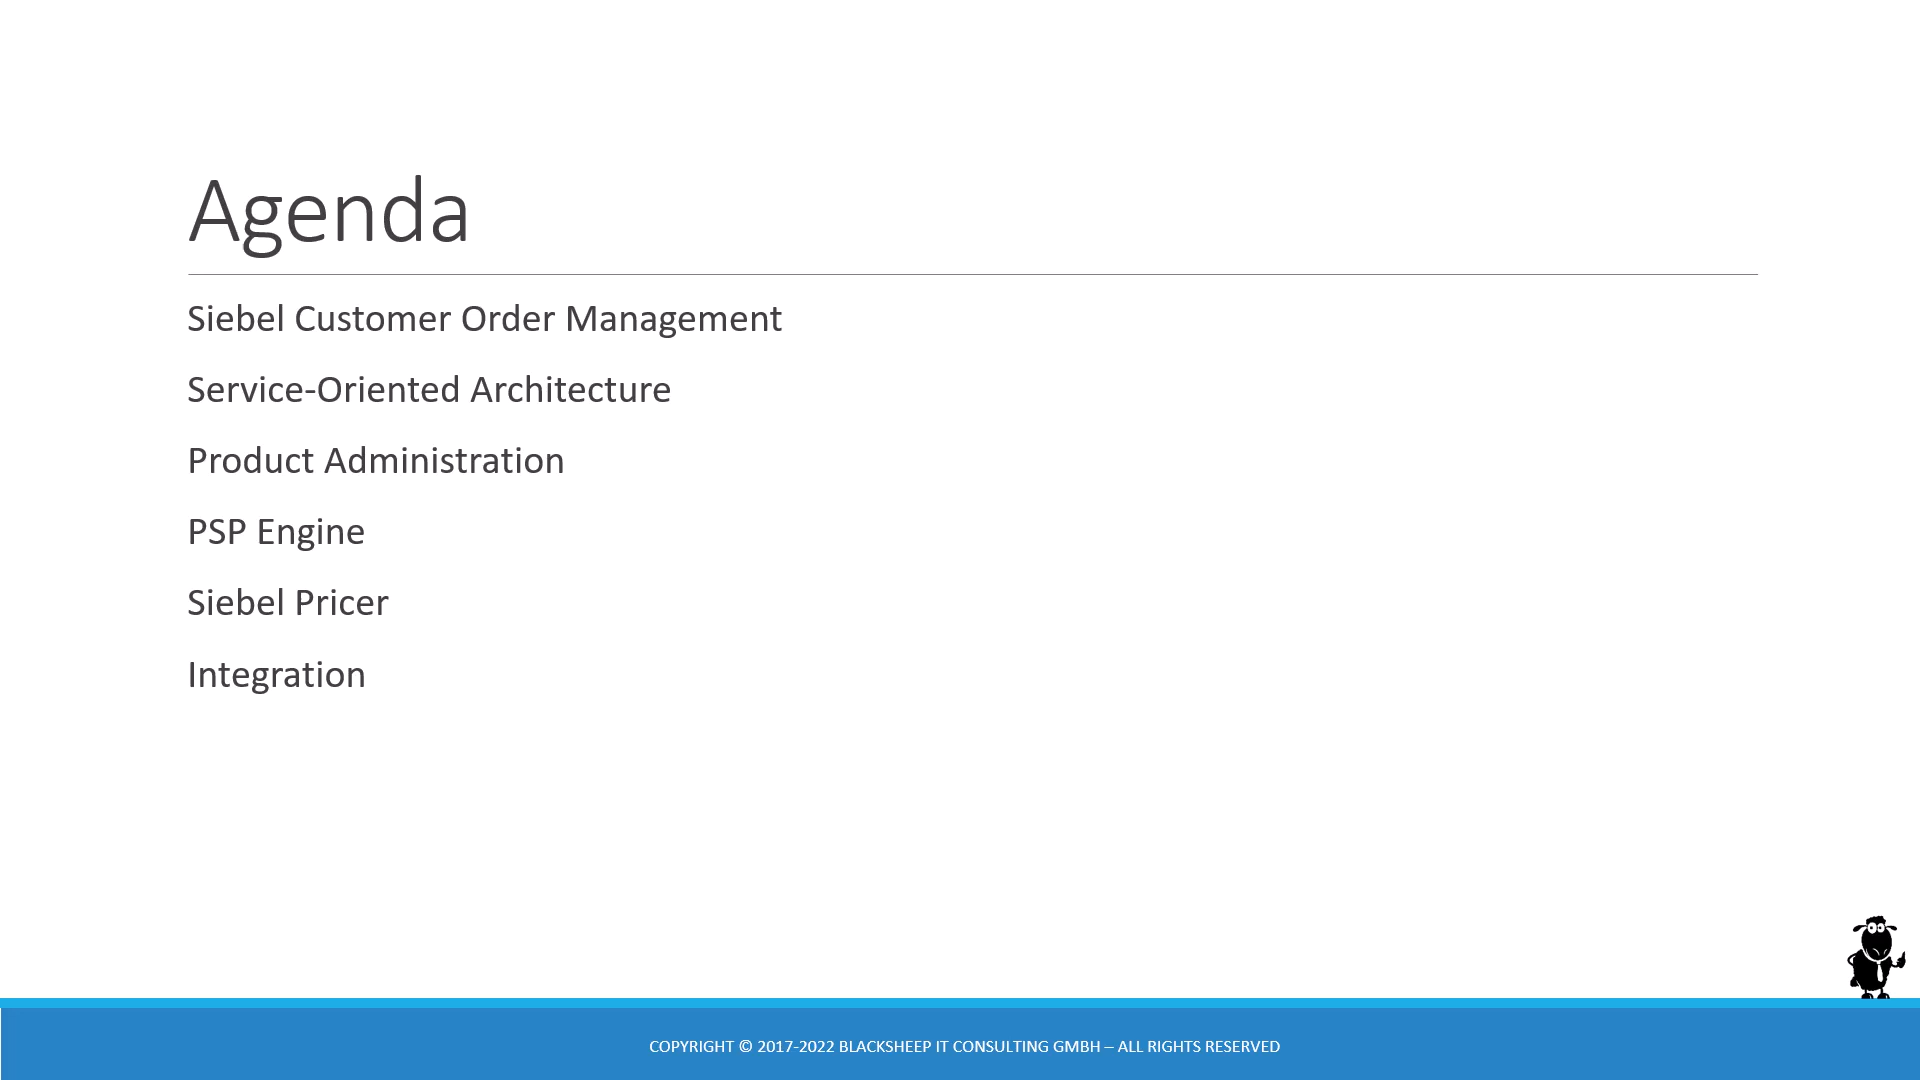 Agenda
Siebel Customer Order Management
Service-Oriented Architecture
Product Administration
PSP Engine
Siebel Pricer
Integration
COPYRIGHT © 2017-2022 BLACKSHEEP IT CONSULTING GMBH – ALL RIGHTS RESERVED